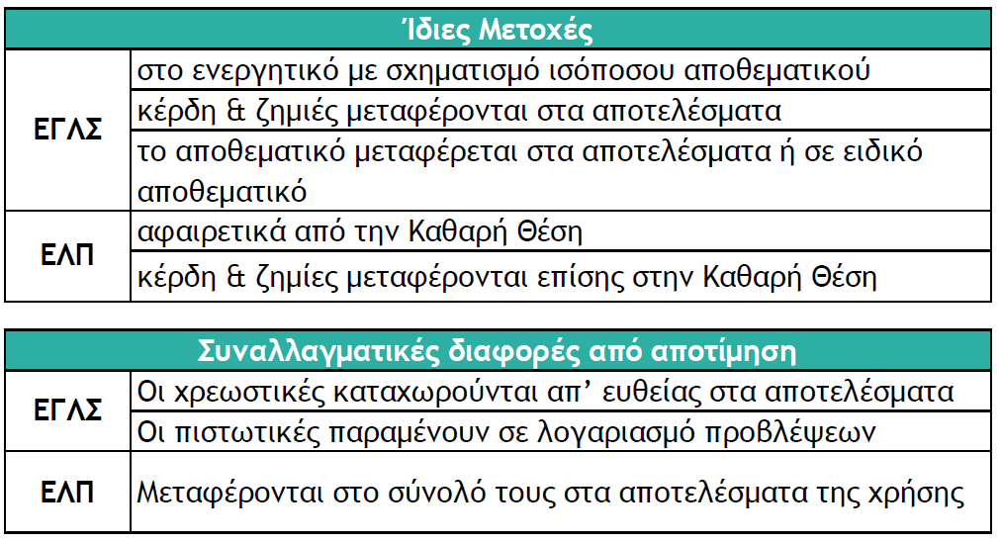 Ίδιες Μετοχές
ΕΓΛΣ
στο ενεργητικό με σχηματισμό ισόποσου αποθεματικού
κέρδη & ζημιές μεταφέρονται στα αποτελέσματα
το αποθεματικό μεταφέρεται στα αποτελέσματα ή σε ειδικό
αποθεματικό
ΕΛΠ
αφαιρετικά από την Καθαρή Θέση
κέρδη & ζημίες μεταφέρονται επίσης στην Καθαρή Θέση
Συναλλαγματικές διαφορές από αποτίμηση
ΕΓΛΣ
Οι χρεωστικές καταχωρούνται απ’ ευθείας στα αποτελέσματα
Οι πιστωτικές παραμένουν σε λογαριασμό προβλέψεων
ΕΛΠ
Μεταφέρονται στο σύνολό τους στα αποτελέσματα της χρήσης